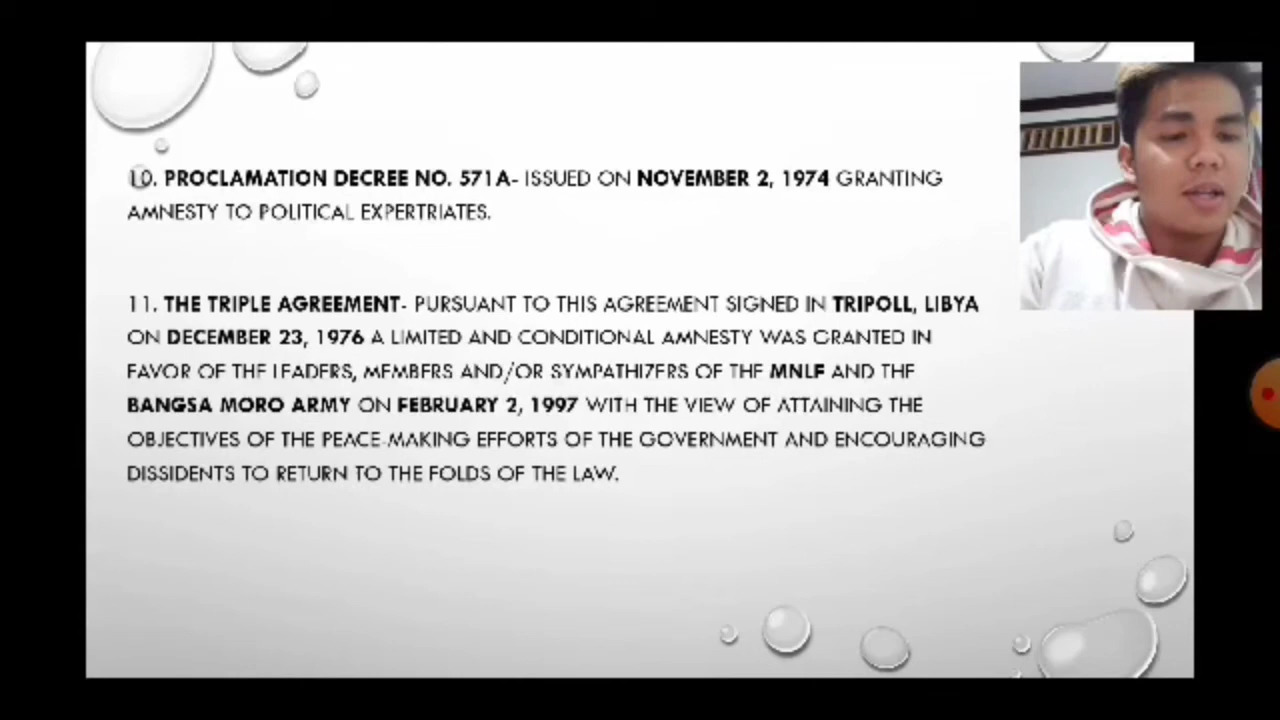 10. PROCLAMATION DECREE NO. 571A- ISSUED ON NOVEMBER 2, 1974 GRANTING
AMNESTY TO POLITICAL EXPERTRIATES.
11. THE TRIPLE AGREEMENT- PURSUANT TO THIS AGREEMENT SIGNED IN TRIPOLL, LIBYA
ON DECEMBER 23, 1976 A LIMITED AND CONDITIONAL AMNESTY WAS GRANTED IN
FAVOR OF THE LEADERS, MEMBERS AND/OR SYMPATHIZERS OF THE MNLF AND THE
BANGSA MORO ARMY ON FEBRUARY 2, 1997 WITH THE VIEW OF ATTAINING THE
OBJECTIVES OF THE PEACE-MAKING EFFORTS OF THE GOVERNMENT AND ENCOURAGING
DISSIDENTS TO RETURN TO THE FOLDS OF THE LAW.